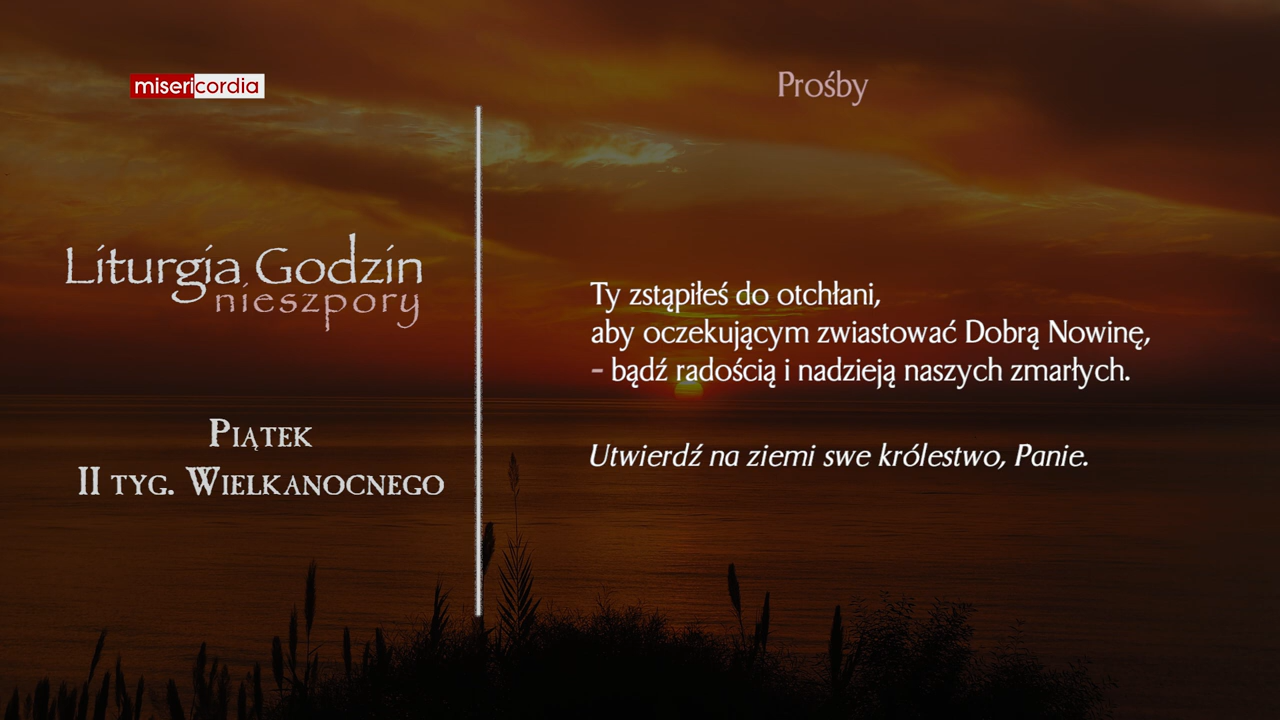 misericordia
Prośby
Liturgia Godzin
nieszpory
Piątek
II tyg. Wielkanocnego
Ty zstąpiłeś do otchłani,
aby oczekującym zwiastować Dobrą Nowinę,
- bądź radością i nadzieją naszych zmarłych.
Utwierdź na ziemi swe królestwo, Panie.